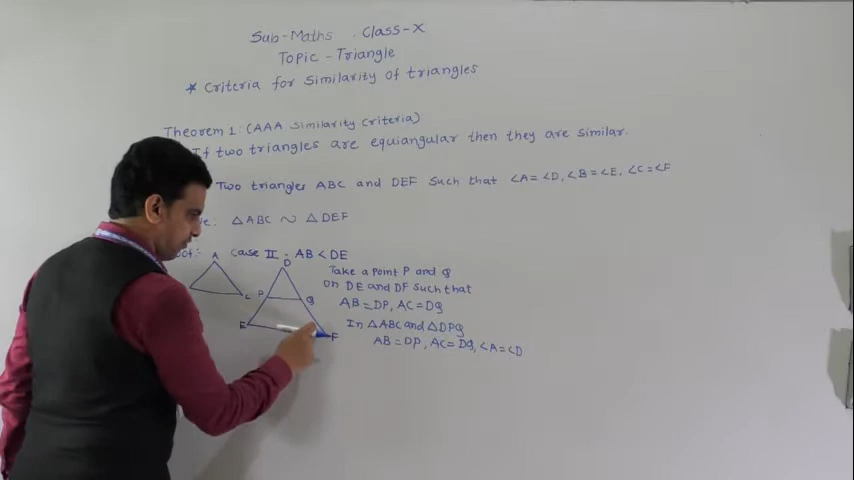 Sub-Maths . Class-X
Topic - Triangle
* Criteria for Similarity of triangles
Theorem 1: (AAA Similarity Criteria)
If two triangles are equiangular then they are similar.
Two triangles ABC and DEF such that ∠A=∠D, ∠B=∠E, ∠C=∠F
△ABC ~ △DEF
Case II - AB < DE
A
C
D
P
Q
E
F
Take a point P and Q
on DE and DF such that
AB=DP, AC=DQ
In △ABC and △DPQ
AB=DP, AC=DQ, ∠A=∠D